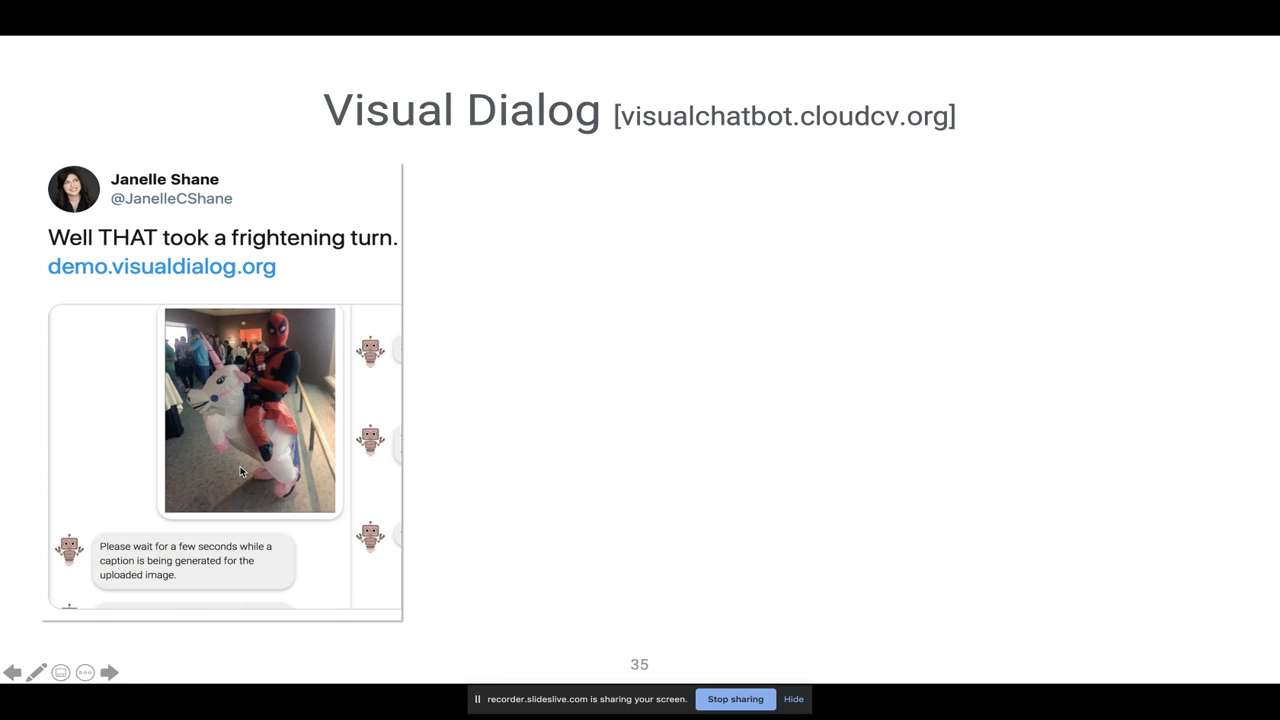 Visual Dialog [visualchatbot.cloudcv.org]
Janelle Shane
@JanelleCShane
Well THAT took a frightening turn.
demo.visualdialog.org
Please wait for a few seconds while a
caption is being generated for the
uploaded image.
35
recorder.slideslive.com is sharing your screen.
Stop sharing
Hide